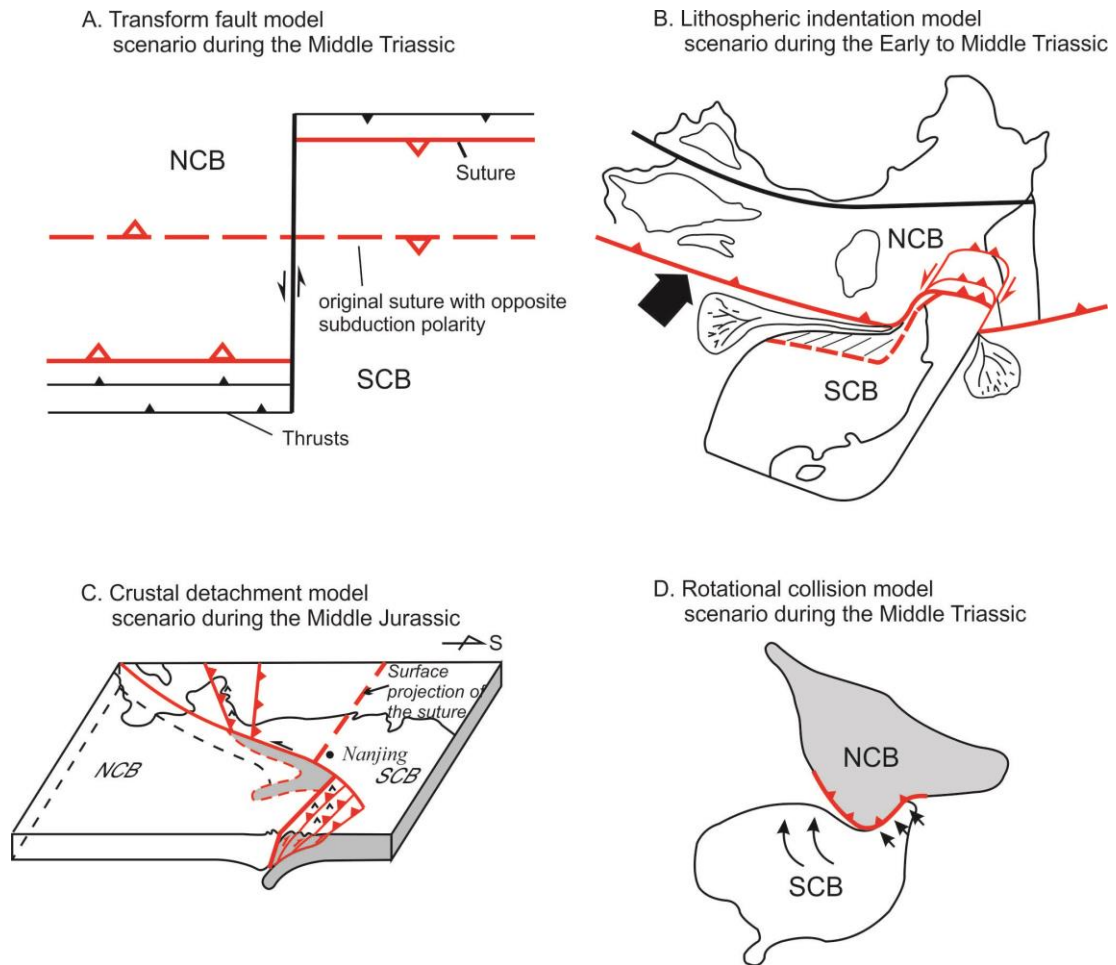 A. Transform fault model
scenario during the Middle Triassic
NCB
Suture
original suture with opposite
subduction polarity
SCB
Thrusts
B. Lithospheric indentation model
scenario during the Early to Middle Triassic
NCB
SCB
C. Crustal detachment model
scenario during the Middle Jurassic
S
Surface
projection of
the suture
Nanjing
NCB
SCB
D. Rotational collision model
scenario during the Middle Triassic
NCB
SCB